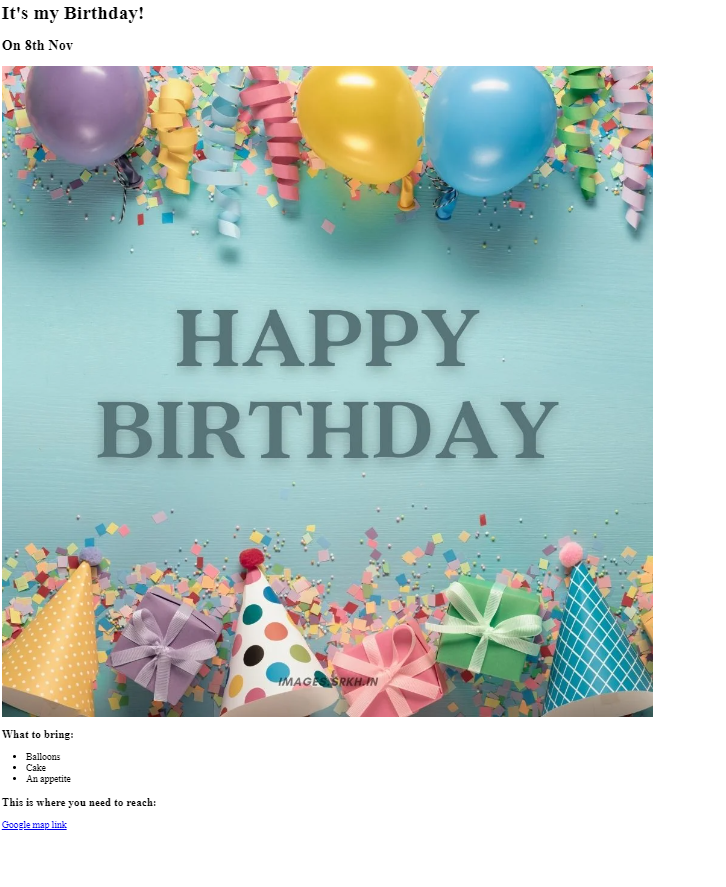 It's my Birthday!
On 8th Nov
HAPPY
BIRTHDAY
IMAGES.SRKH.IN
What to bring:
Balloons
Cake
An appetite
This is where you need to reach:
Google map link